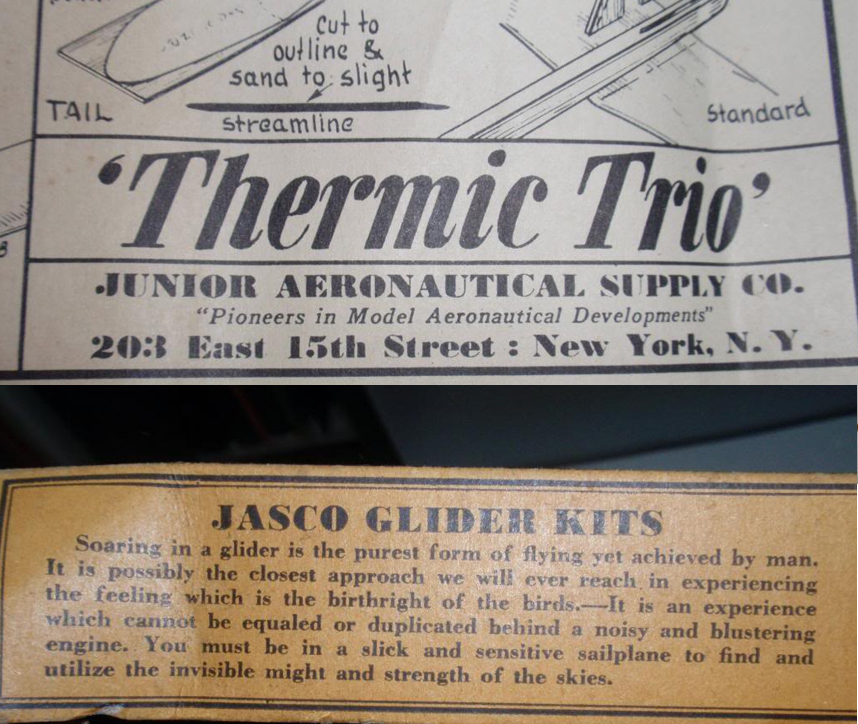 cut to
outline &
sand to slight
streamline
TAIL
Standard
‘Thermic Trio’
JUNIOR AERONAUTICAL SUPPLY CO.
"Pioneers in Model Aeronautical Developments"
203 East 15th Street : New York, N. Y.
JASCO GLIDER KITS
Soaring in a glider is the purest form of flying yet achieved by man.
It is possibly the closest approach we will ever reach in experiencing
the feeling which is the birthright of the birds.—It is an experience
which cannot be equaled or duplicated behind a noisy and blustering
engine. You must be in a slick and sensitive sailplane to find and
utilize the invisible might and strength of the skies.